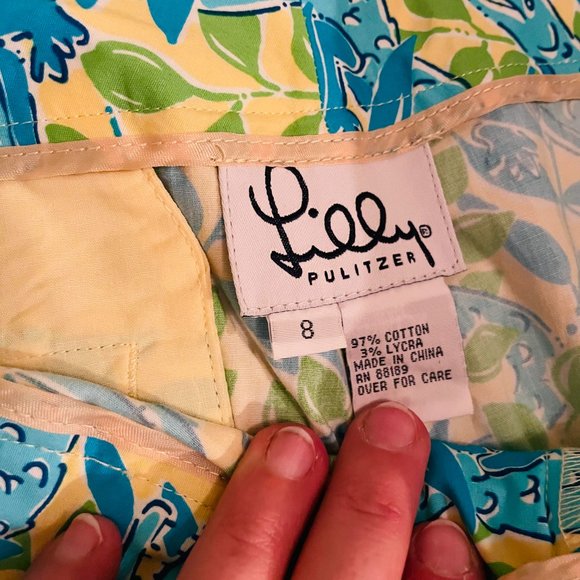 Lilly®
PULITZER
8
97% COTTON
3% LYCRA
MADE IN CHINA
RN 88189
OVER FOR CARE